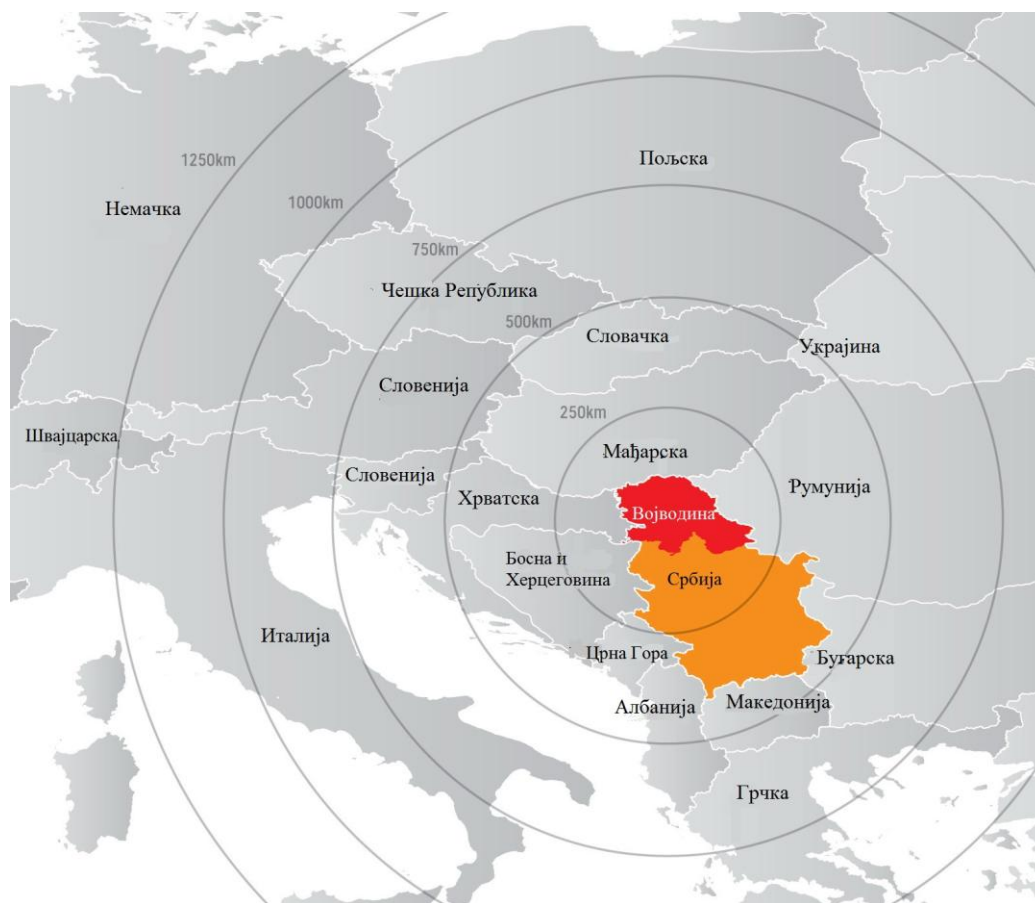 Пољска
1250km
Немачка
1000km
750km
Чешка Република
500km
Словачка
Украјина
Словенија
250km
Швајцарска
Мађарска
Словенија
Хрватска
Румунија
Војводина
Босна и
Херцеговина
Србија
Италија
Црна Гора
Бугарска
Албанија
Македонија
Грчка